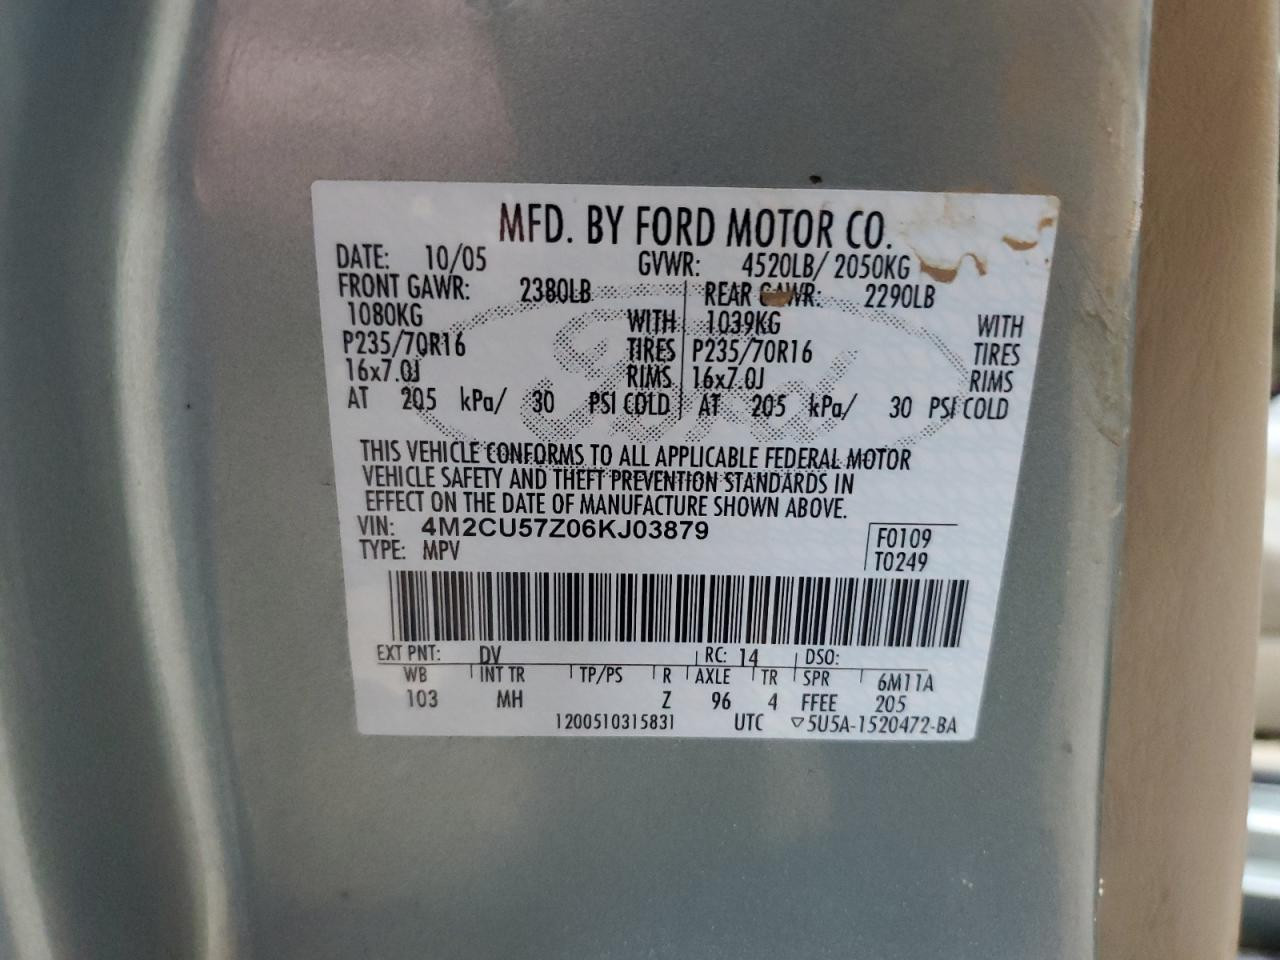 MFD. BY FORD MOTOR CO.
DATE: 10/05 GVWR: 4520LB/ 2050KG
FRONT GAWR: 2380LB REAR GAWR: 2290LB
1080KG WITH 1039KG WITH
P235/70R16 TIRES P235/70R16 TIRES
16x7.0J RIMS 16x7.0J RIMS
AT 205 kPa/ 30 PSI COLD AT 205 kPa/ 30 PSI COLD
Ford
THIS VEHICLE CONFORMS TO ALL APPLICABLE FEDERAL MOTOR
VEHICLE SAFETY AND THEFT PREVENTION STANDARDS IN
EFFECT ON THE DATE OF MANUFACTURE SHOWN ABOVE.
VIN: 4M2CU57Z06KJ03879 F0109
TYPE: MPV T0249
EXT PNT: DV RC: 14 DSO:
WB INT TR TP/PS R AXLE TR SPR 6M11A
103 MH Z 96 4 FFEE 205
1200510315831 UTC ▽5U5A-1520472-BA